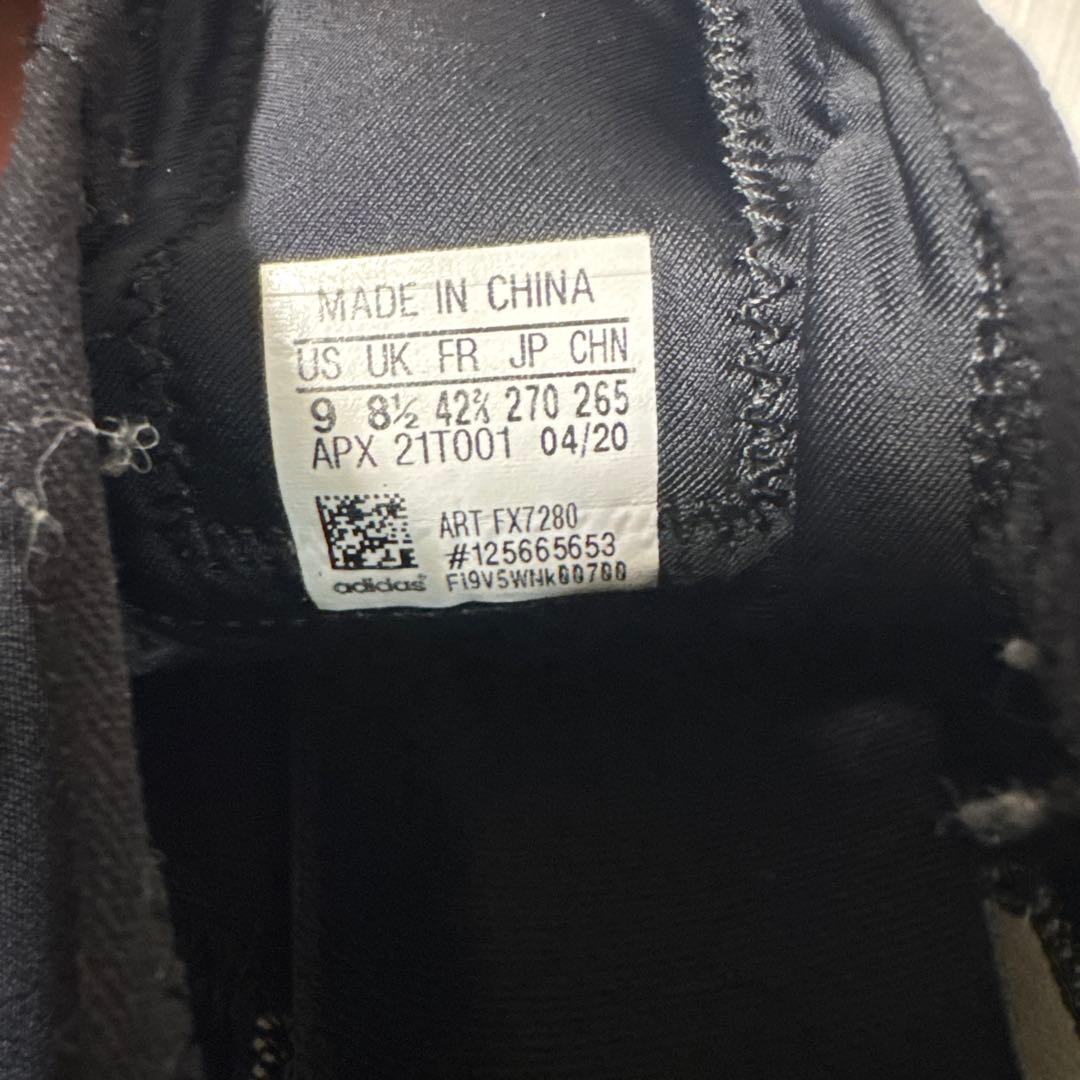 MADE IN CHINA
US UK FR JP CHN
9 8½ 42⅔ 270 265
APX 21T001 04/20
ART FX7280
#125665653
adidas Fi9V5WNk00700